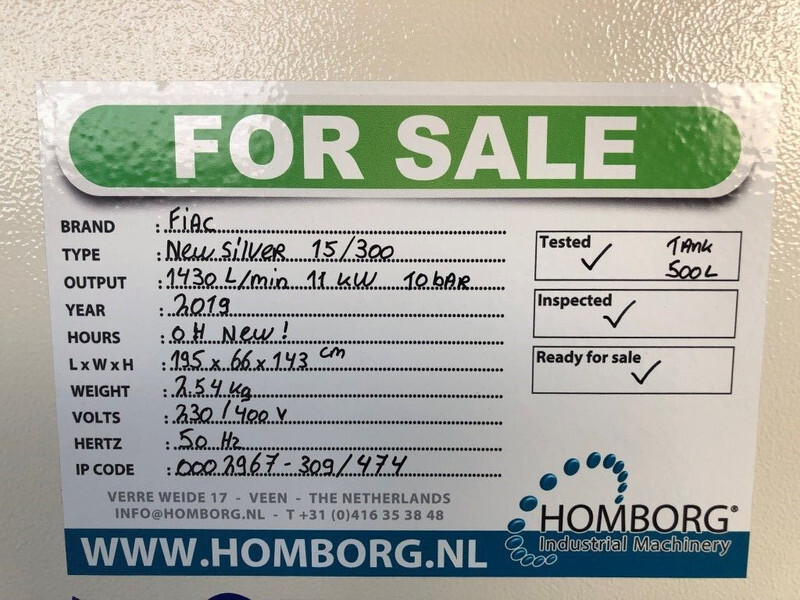 FOR SALE
BRAND : FiAC
TYPE : New Silver 15/300
OUTPUT : 1430 L/min 11 kW 10 bar
YEAR : 2019
HOURS : 0H New!
L x W x H : 195 x 66 x 143 cm
WEIGHT : 254 kg
VOLTS : 230/400 V
HERTZ : 50 Hz
IP CODE : 0002967-309/474
Tested ✓ TAnk
500L
Inspected ✓
Ready for sale ✓
VERRE WEIDE 17 - VEEN - THE NETHERLANDS
INFO@HOMBORG.NL - T +31 (0)416 35 38 48
WWW.HOMBORG.NL
HOMBORG®
Industrial Machinery